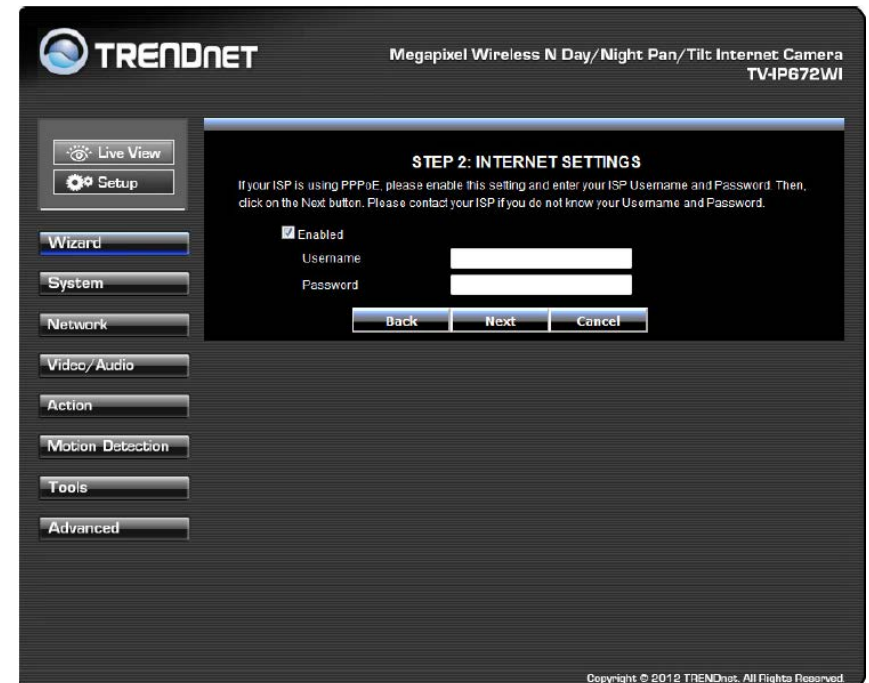 TRENDNET
Megapixel Wireless N Day/Night Pan/Tilt Internet Camera
TV-IP672WI
Live View
Setup
Wizard
System
Network
Video/Audio
Action
Motion Detection
Tools
Advanced
STEP 2: INTERNET SETTINGS
If your ISP is using PPPoE, please enable this setting and enter your ISP Username and Password. Then,
click on the Next button. Please contact your ISP if you do not know your Username and Password.
Enabled
Username
Password
Back Next Cancel
Copyright © 2012 TRENDnet. All Rights Reserved.